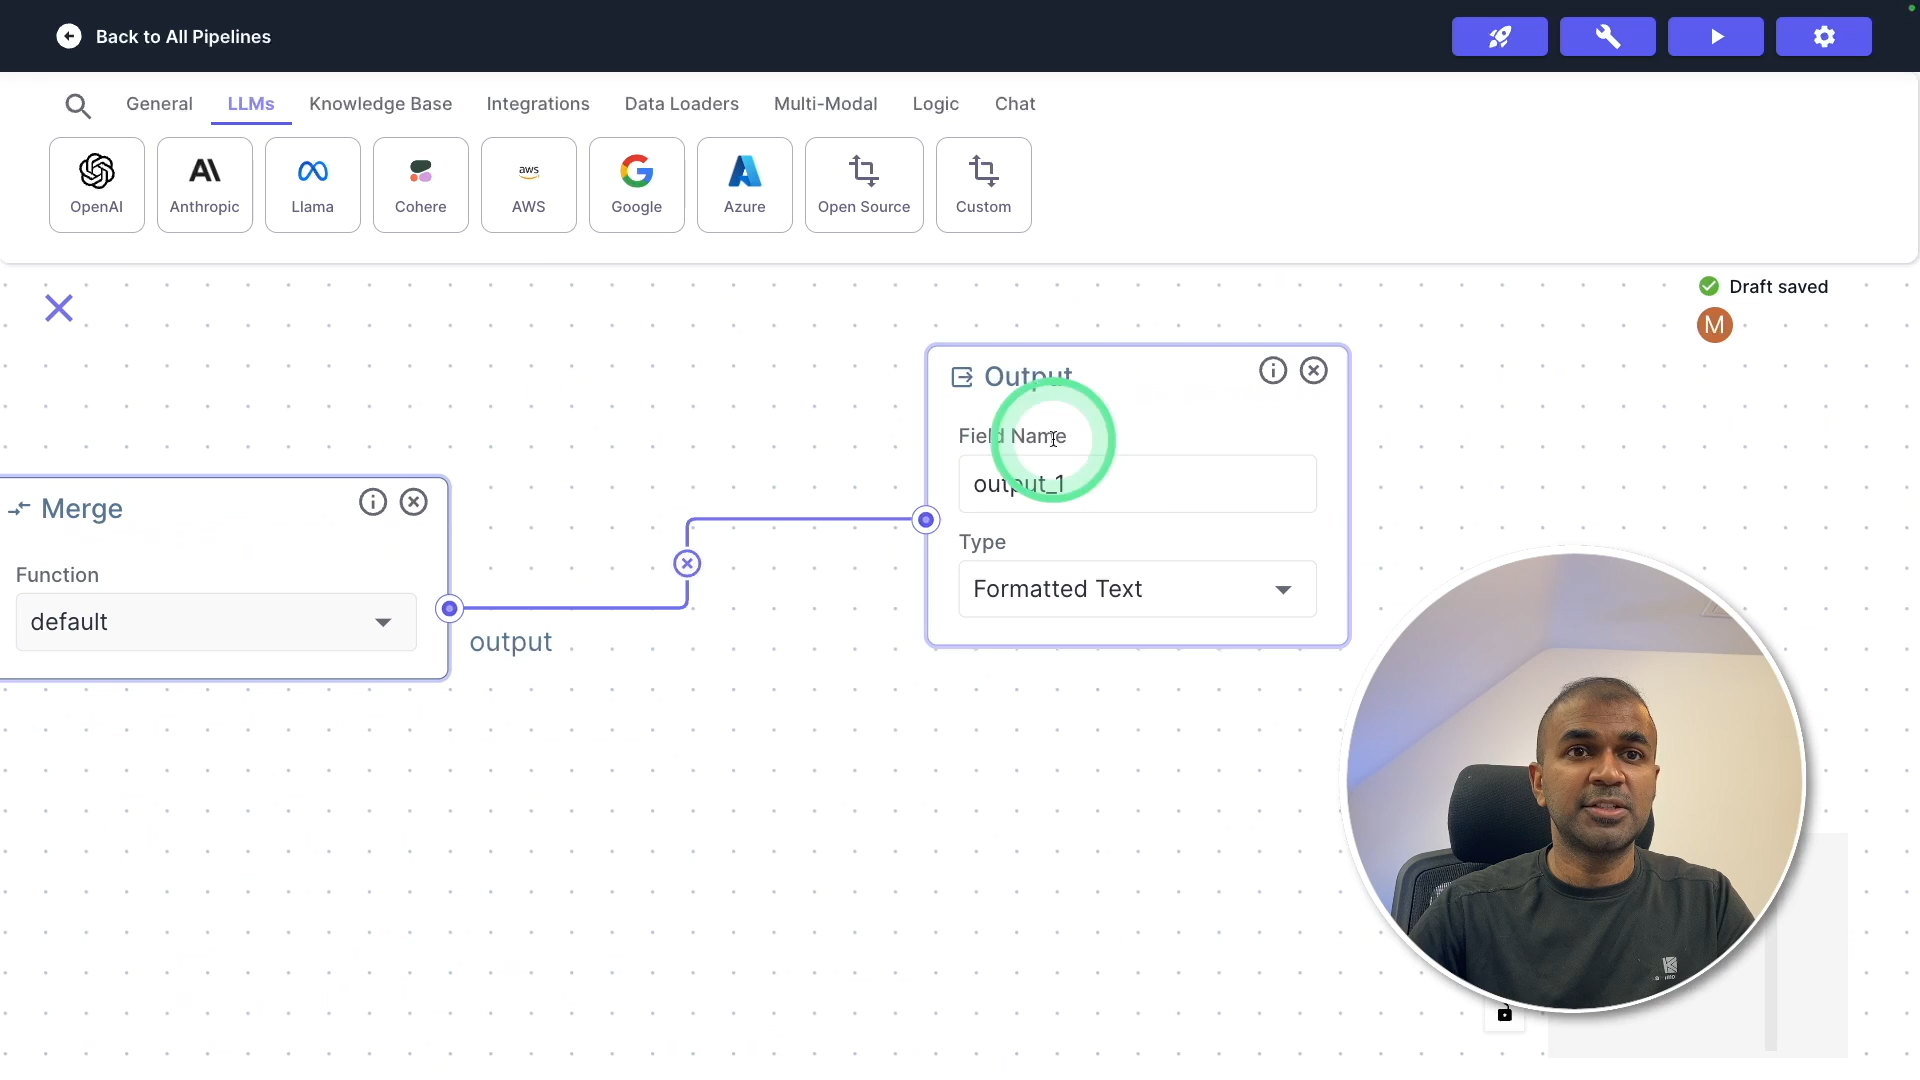 Back to All Pipelines
General LLMs Knowledge Base Integrations Data Loaders Multi-Modal Logic Chat
aws
OpenAI Anthropic Llama Cohere AWS Google Azure Open Source Custom
Draft saved
M
Output
Field Name
output_1
Type
Formatted Text
Merge
Function
default
output